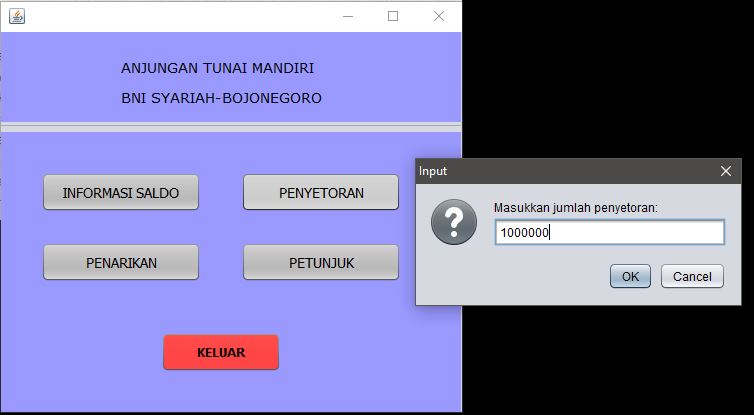 ANJUNGAN TUNAI MANDIRI
BNI SYARIAH-BOJONEGORO
INFORMASI SALDO
PENYETORAN
PENARIKAN
PETUNJUK
KELUAR
Input
Masukkan jumlah penyetoran:
1000000
OK
Cancel